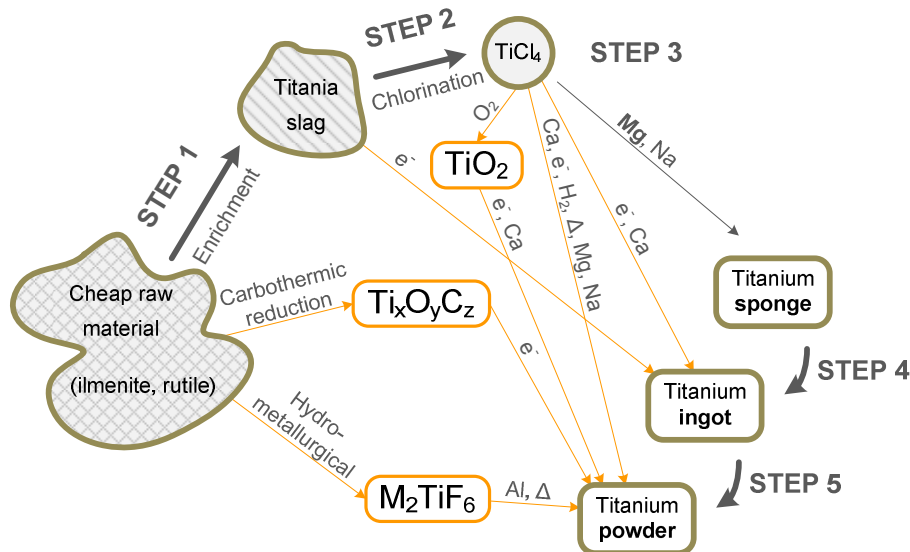 STEP 2
TiCl₄
STEP 3
Titania
slag
Chlorination
O²
Mg, Na
STEP 1
Enrichment
e⁻
TiO₂
Ca, e⁻, H₂, Δ, Mg, Na
e⁻, Ca
e⁻, Ca
Cheap raw
material
(ilmenite, rutile)
Carbothermic
reduction
TiₓOᵧC_z
e⁻
Titanium
sponge
STEP 4
Titanium
ingot
Hydro-
metallurgical
M₂TiF₆
Al, Δ
Titanium
powder
STEP 5